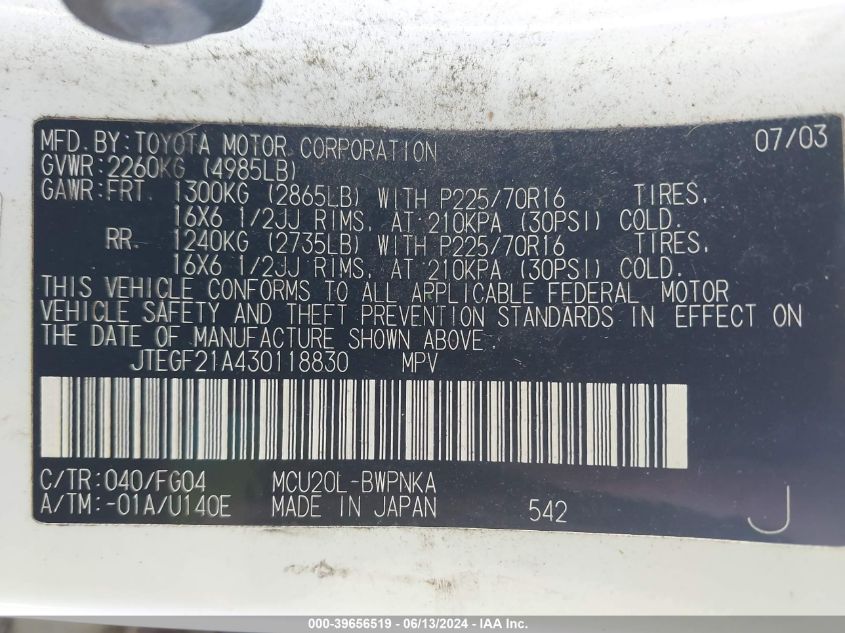 MFD. BY: TOYOTA MOTOR CORPORATION 07/03
GVWR: 2260KG (4985LB)
GAWR: FRT. 1300KG (2865LB) WITH P225/70R16 TIRES,
16X6 1/2JJ RIMS, AT 210KPA (30PSI) COLD.
RR. 1240KG (2735LB) WITH P225/70R16 TIRES,
16X6 1/2JJ RIMS, AT 210KPA (30PSI) COLD.
THIS VEHICLE CONFORMS TO ALL APPLICABLE FEDERAL MOTOR
VEHICLE SAFETY AND THEFT PREVENTION STANDARDS IN EFFECT ON
THE DATE OF MANUFACTURE SHOWN ABOVE.
JTEGF21A430118830 MPV
C/TR: 040/FG04 MCU20L-BWPNKA
A/TM: -01A/U140E MADE IN JAPAN 542 J
000-39656519 - 06/13/2024 - IAA Inc.